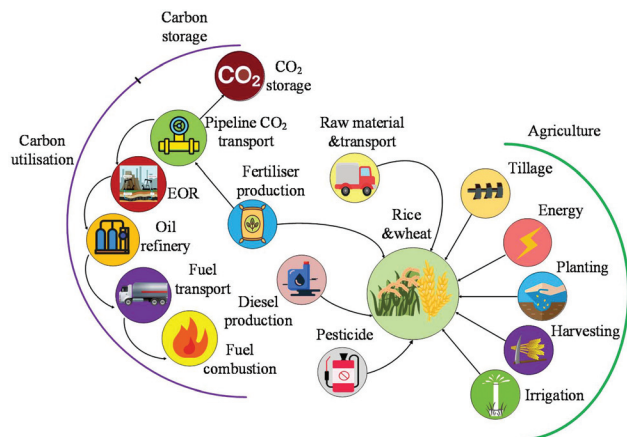 Carbon
storage
CO₂
CO₂
storage
Pipeline CO₂
transport
Carbon
utilisation
EOR
Oil
refinery
Fuel
transport
Fuel
combustion
Fertiliser
production
Raw material
&transport
Diesel
production
Pesticide
Rice
&wheat
Agriculture
Tillage
Energy
Planting
Harvesting
Irrigation